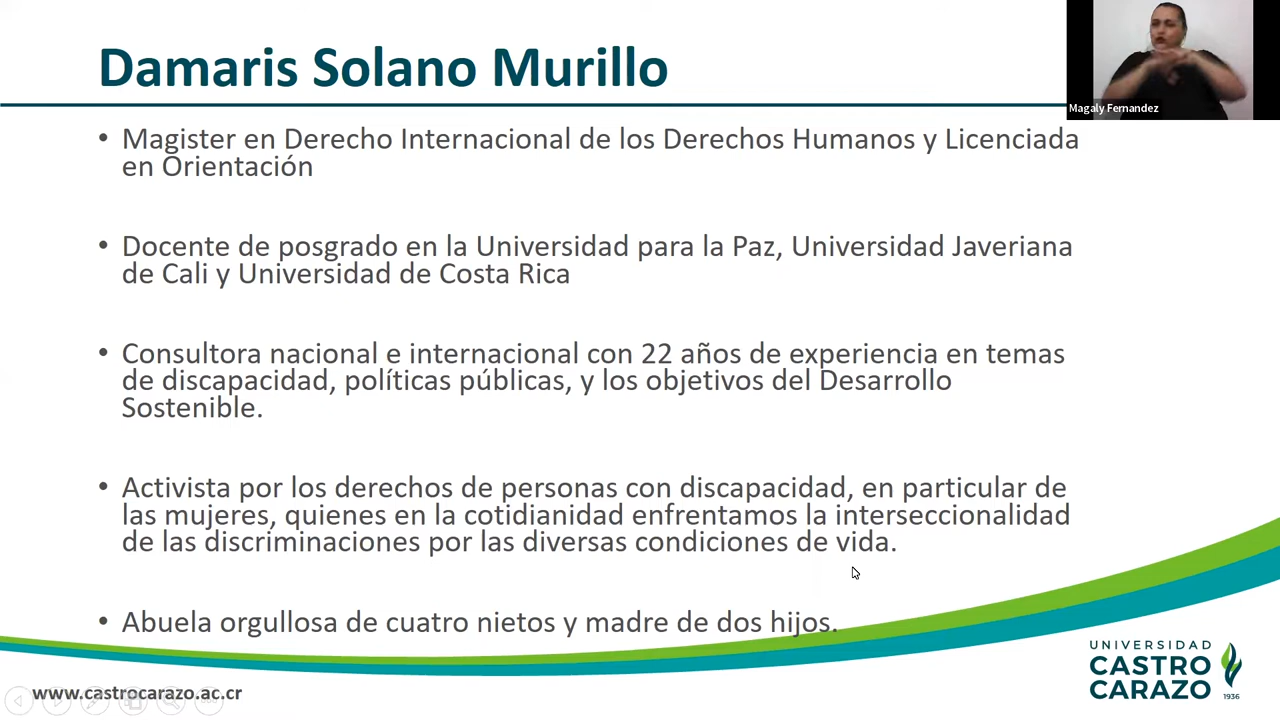 Damaris Solano Murillo
Magaly Fernandez
• Magister en Derecho Internacional de los Derechos Humanos y Licenciada
en Orientación
• Docente de posgrado en la Universidad para la Paz, Universidad Javeriana
de Cali y Universidad de Costa Rica
• Consultora nacional e internacional con 22 años de experiencia en temas
de discapacidad, políticas públicas, y los objetivos del Desarrollo
Sostenible.
• Activista por los derechos de personas con discapacidad, en particular de
las mujeres, quienes en la cotidianidad enfrentamos la interseccionalidad
de las discriminaciones por las diversas condiciones de vida.
• Abuela orgullosa de cuatro nietos y madre de dos hijos.
UNIVERSIDAD
CASTRO
CARAZO
1936
www.castrocarazo.ac.cr